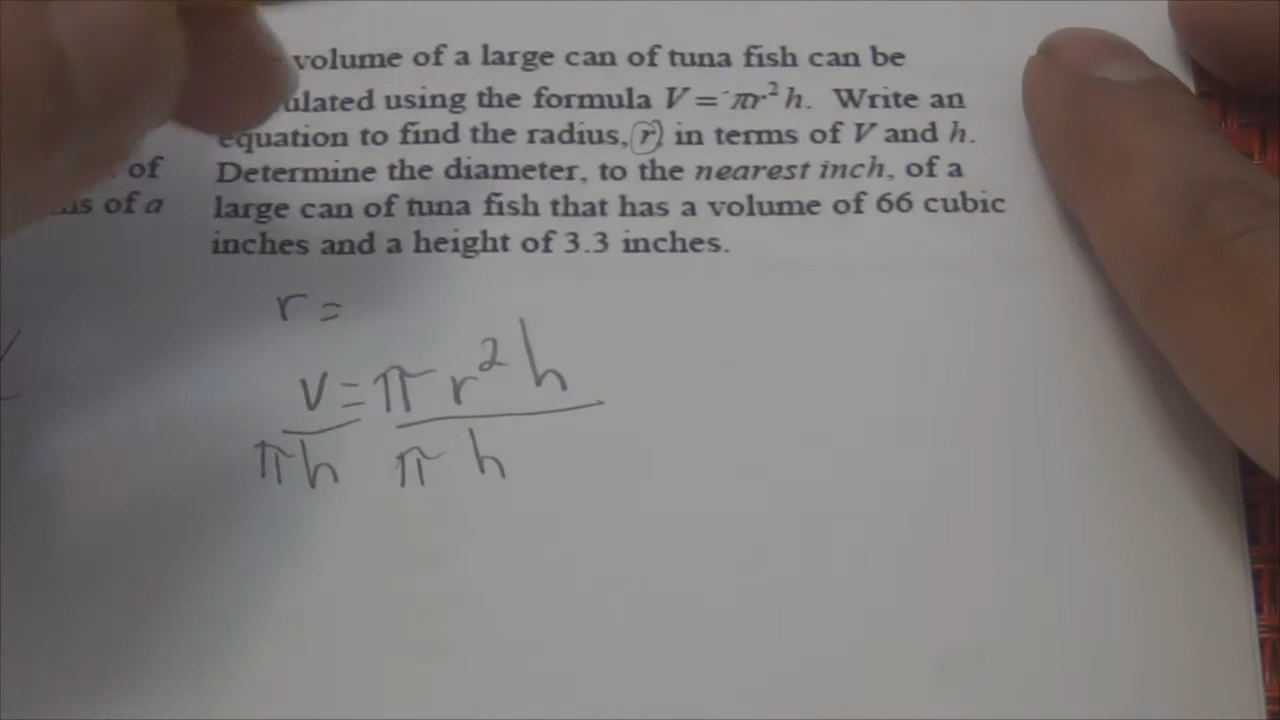 volume of a large can of tuna fish can be
ulated using the formula V = πr²h. Write an
equation to find the radius, r, in terms of V and h.
of Determine the diameter, to the nearest inch, of a
of a large can of tuna fish that has a volume of 66 cubic
inches and a height of 3.3 inches.
r =
V = πr²h
πh πh